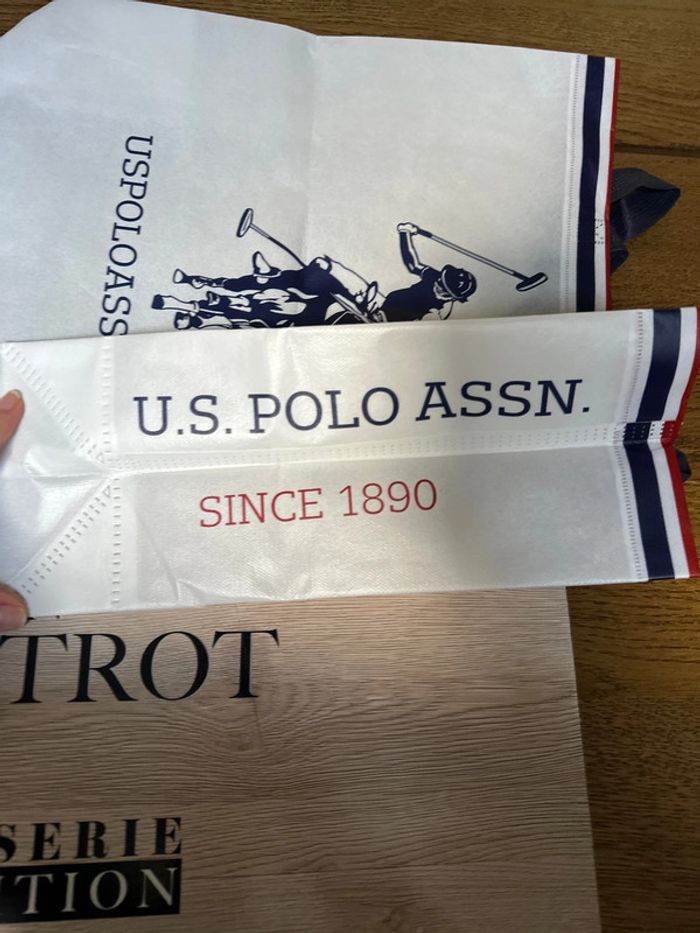 USPOLOASS
U.S. POLO ASSN.
SINCE 1890
TROT
SERIE
TION